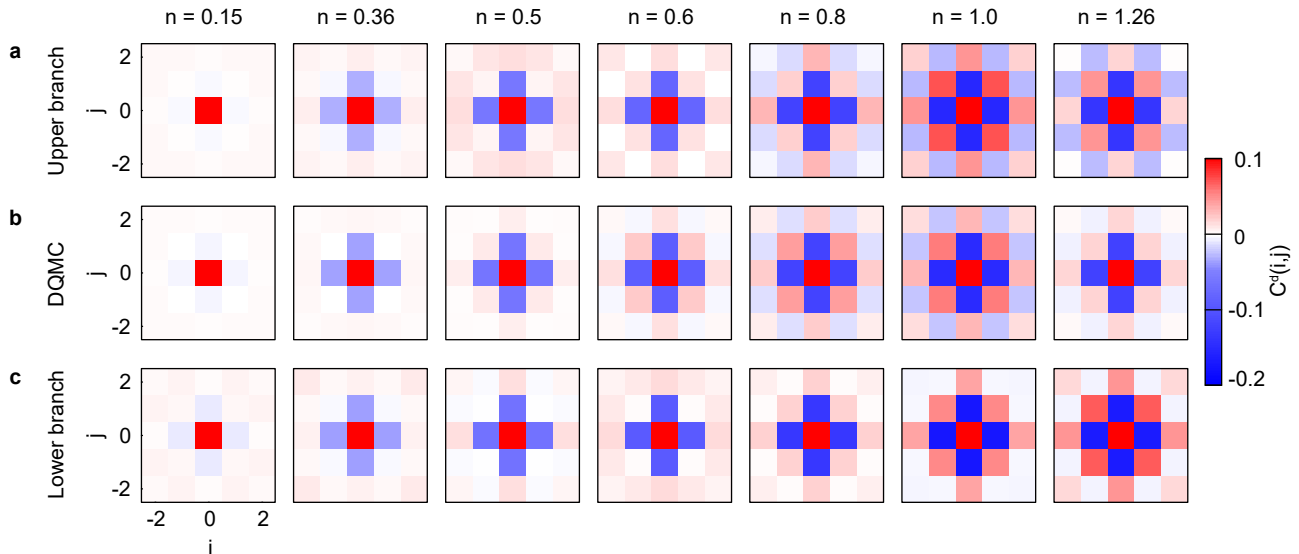 n = 0.15 n = 0.36 n = 0.5 n = 0.6 n = 0.8 n = 1.0 n = 1.26
a
Upper branch
j
2
0
-2
b
DQMC
j
2
0
-2
c
Lower branch
j
2
0
-2
-2 0 2
i
0.1
0
-0.1
-0.2
C^d(i,j)